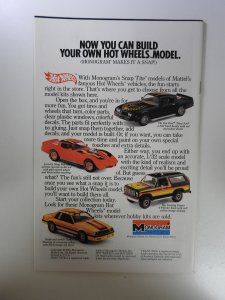 NOW YOU CAN BUILD
YOUR OWN HOT WHEELS MODEL.
(MONOGRAM MAKES IT A SNAP.)
Hot Wheels
With Monogram's Snap Tite models of Mattel's
famous Hot Wheels vehicles, the fun starts
right in the store. That's where you get to choose from all the
model kits shown here.
Open the box, and you're in for
more fun. You get tires and
wheels that turn, color parts,
clear plastic windows, colorful
decals. The parts fit perfectly with
no gluing. Just snap them together, add
decals, and your model is built. Or, if you want, you can take
more time and paint on your own special
touches and extra details.
Either way, you end up with
an accurate, 1/32 scale model
with the kind of realism and
exciting detail you'll be proud
of. But guess
what? The fun's still not over. Because
once you see what a snap it is to
build your own Hot Wheels model,
you'll want to build them all.
Start your collection today.
Look for these Monogram Hot
Wheels model
kits wherever hobby kits are sold.
MONOGRAM